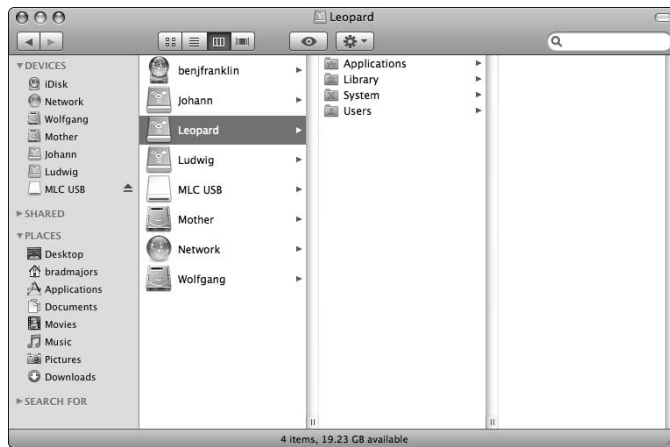 Leopard
DEVICES
iDisk
Network
Wolfgang
Mother
Johann
Ludwig
MLC USB
SHARED
PLACES
Desktop
bradmajors
Applications
Documents
Movies
Music
Pictures
Downloads
SEARCH FOR
benjfranklin
Johann
Leopard
Ludwig
MLC USB
Mother
Network
Wolfgang
Applications
Library
System
Users
4 items, 19.23 GB available